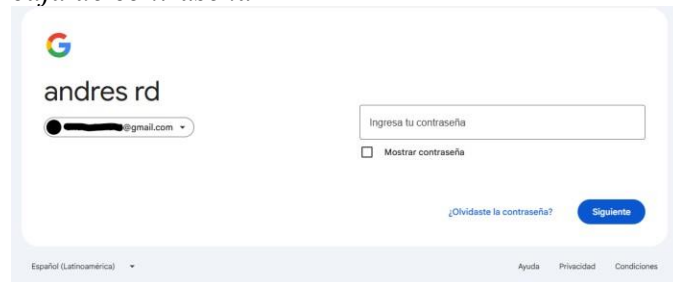 andres rd
@gmail.com
Ingresa tu contraseña
Mostrar contraseña
¿Olvidaste la contraseña?
Siguiente
Español (Latinoamérica)
Ayuda Privacidad Condiciones